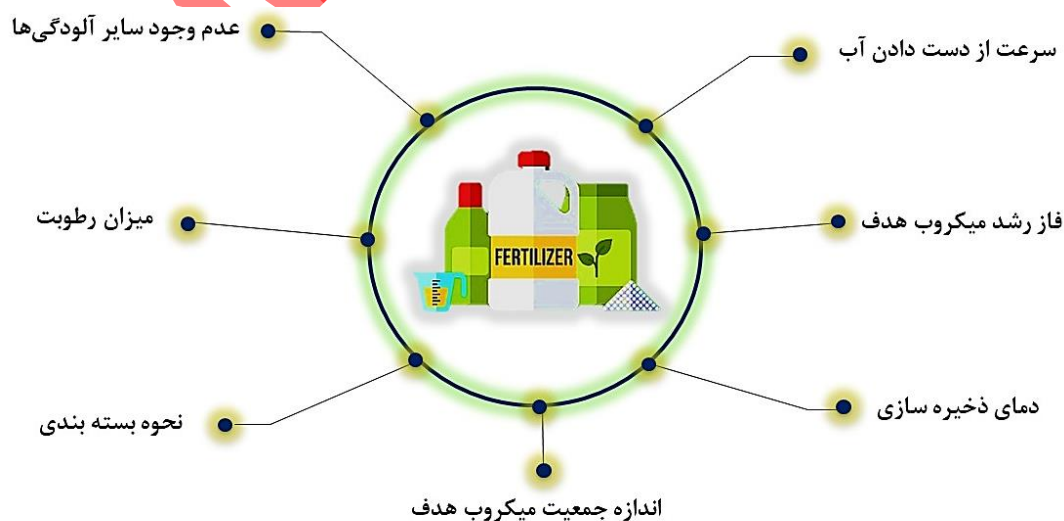 عدم وجود سایر آلودگی‌ها
سرعت از دست دادن آب
میزان رطوبت
فاز رشد میکروب هدف
FERTILIZER
نحوه بسته بندی
دمای ذخیره سازی
اندازه جمعیت میکروب هدف